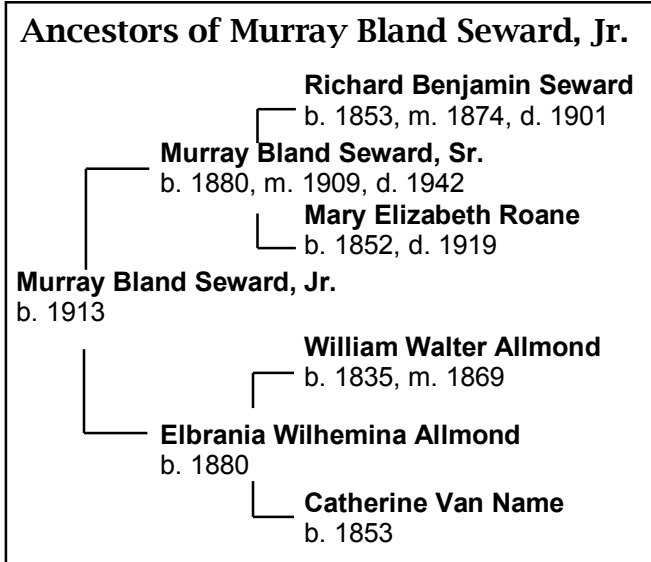 Ancestors of Murray Bland Seward, Jr.
Richard Benjamin Seward
b. 1853, m. 1874, d. 1901
Murray Bland Seward, Sr.
b. 1880, m. 1909, d. 1942
Mary Elizabeth Roane
b. 1852, d. 1919
Murray Bland Seward, Jr.
b. 1913
William Walter Allmond
b. 1835, m. 1869
Elbrania Wilhemina Allmond
b. 1880
Catherine Van Name
b. 1853